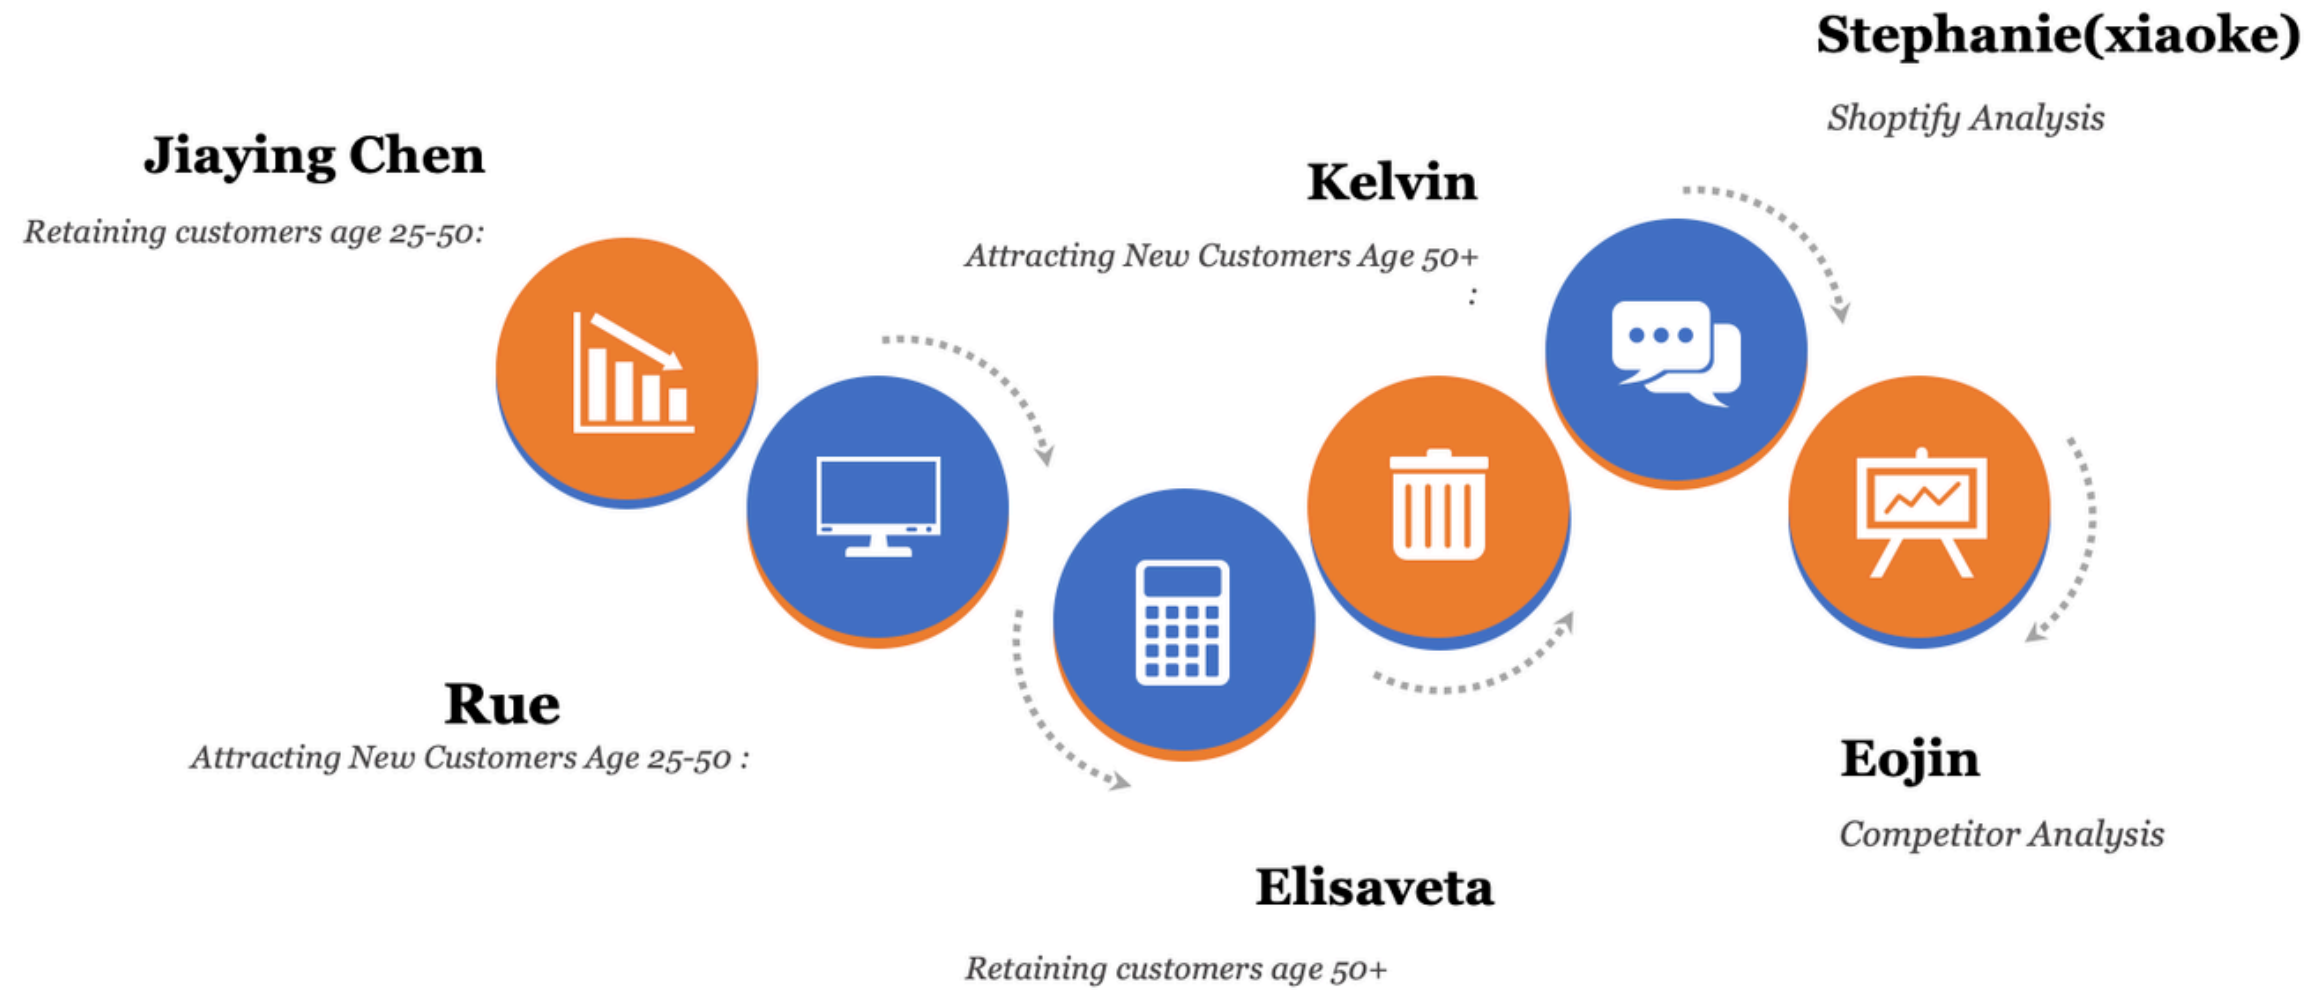 Jiaying Chen
Retaining customers age 25-50:
Rue
Attracting New Customers Age 25-50 :
Elisaveta
Retaining customers age 50+
Kelvin
Attracting New Customers Age 50+
:
Stephanie(xiaoke)
Shoptify Analysis
Eojin
Competitor Analysis